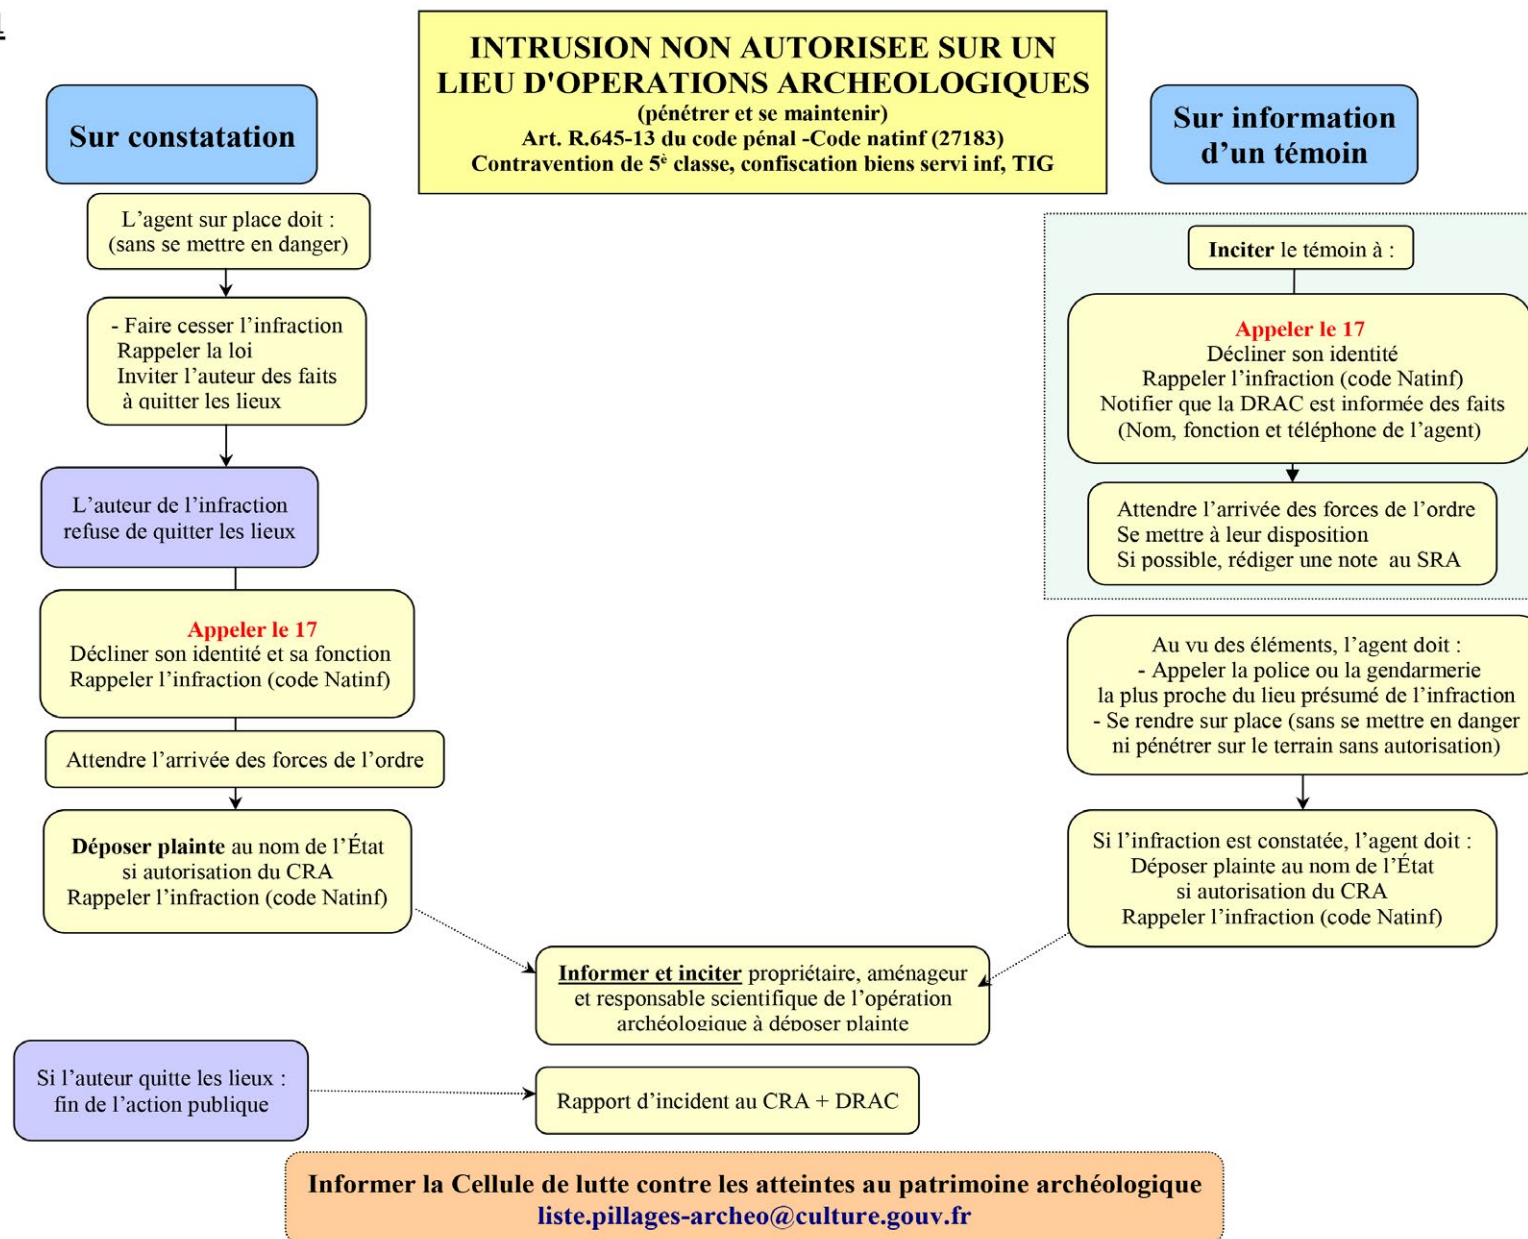 INTRUSION NON AUTORISEE SUR UN
LIEU D'OPERATIONS ARCHEOLOGIQUES
(pénétrer et se maintenir)
Art. R.645-13 du code pénal -Code natinf (27183)
Contravention de 5è classe, confiscation biens servi inf, TIG
Sur constatation
L’agent sur place doit :
(sans se mettre en danger)
- Faire cesser l’infraction
Rappeler la loi
Inviter l’auteur des faits
à quitter les lieux
L’auteur de l’infraction
refuse de quitter les lieux
Appeler le 17
Décliner son identité et sa fonction
Rappeler l’infraction (code Natinf)
Attendre l’arrivée des forces de l’ordre
Déposer plainte au nom de l’État
si autorisation du CRA
Rappeler l’infraction (code Natinf)
Sur information
d’un témoin
Inciter le témoin à :
Appeler le 17
Décliner son identité
Rappeler l’infraction (code Natinf)
Notifier que la DRAC est informée des faits
(Nom, fonction et téléphone de l’agent)
Attendre l’arrivée des forces de l’ordre
Se mettre à leur disposition
Si possible, rédiger une note au SRA
Au vu des éléments, l’agent doit :
- Appeler la police ou la gendarmerie
la plus proche du lieu présumé de l’infraction
- Se rendre sur place (sans se mettre en danger
ni pénétrer sur le terrain sans autorisation)
Si l’infraction est constatée, l’agent doit :
Déposer plainte au nom de l’État
si autorisation du CRA
Rappeler l’infraction (code Natinf)
Informer et inciter propriétaire, aménageur
et responsable scientifique de l’opération
archéologique à déposer plainte
Si l’auteur quitte les lieux :
fin de l’action publique
Rapport d’incident au CRA + DRAC
Informer la Cellule de lutte contre les atteintes au patrimoine archéologique
liste.pillages-archeo@culture.gouv.fr